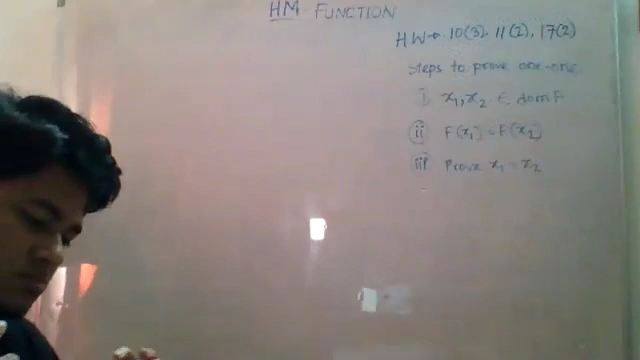 HM FUNCTION
HW → 10(3), 11(2), 17(2)
steps to prove one-one
i) x₁, x₂ ∈ domF
ii) F(x₁) = F(x₂)
iii) Prove x₁ = x₂